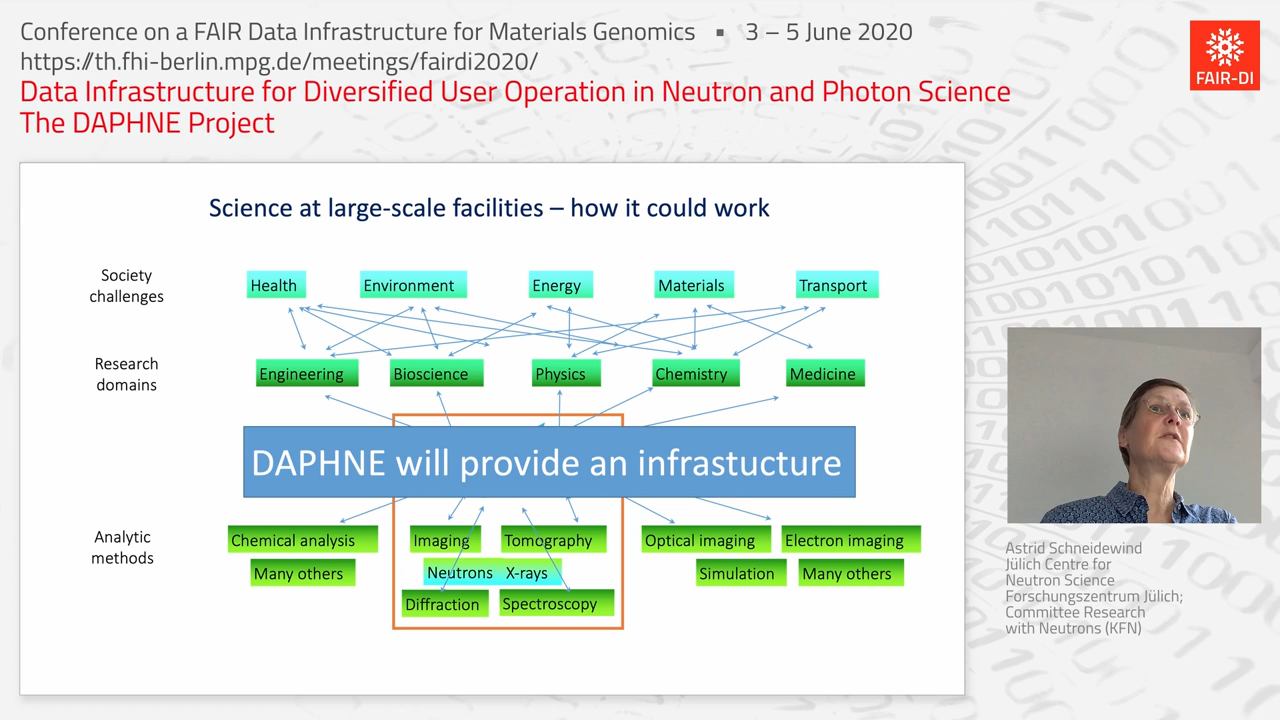 Conference on a FAIR Data Infrastructure for Materials Genomics ▪ 3 – 5 June 2020
https://th.fhi-berlin.mpg.de/meetings/fairdi2020/
Data Infrastructure for Diversified User Operation in Neutron and Photon Science
The DAPHNE Project
FAIR-DI
Science at large-scale facilities – how it could work
Society
challenges
Health Environment Energy Materials Transport
Research
domains
Engineering Bioscience Physics Chemistry Medicine
DAPHNE will provide an infrastucture
Analytic
methods
Chemical analysis Imaging Tomography Optical imaging Electron imaging
Many others Neutrons X-rays Simulation Many others
Diffraction Spectroscopy
Astrid Schneidewind
Jülich Centre for
Neutron Science
Forschungszentrum Jülich;
Committee Research
with Neutrons (KFN)